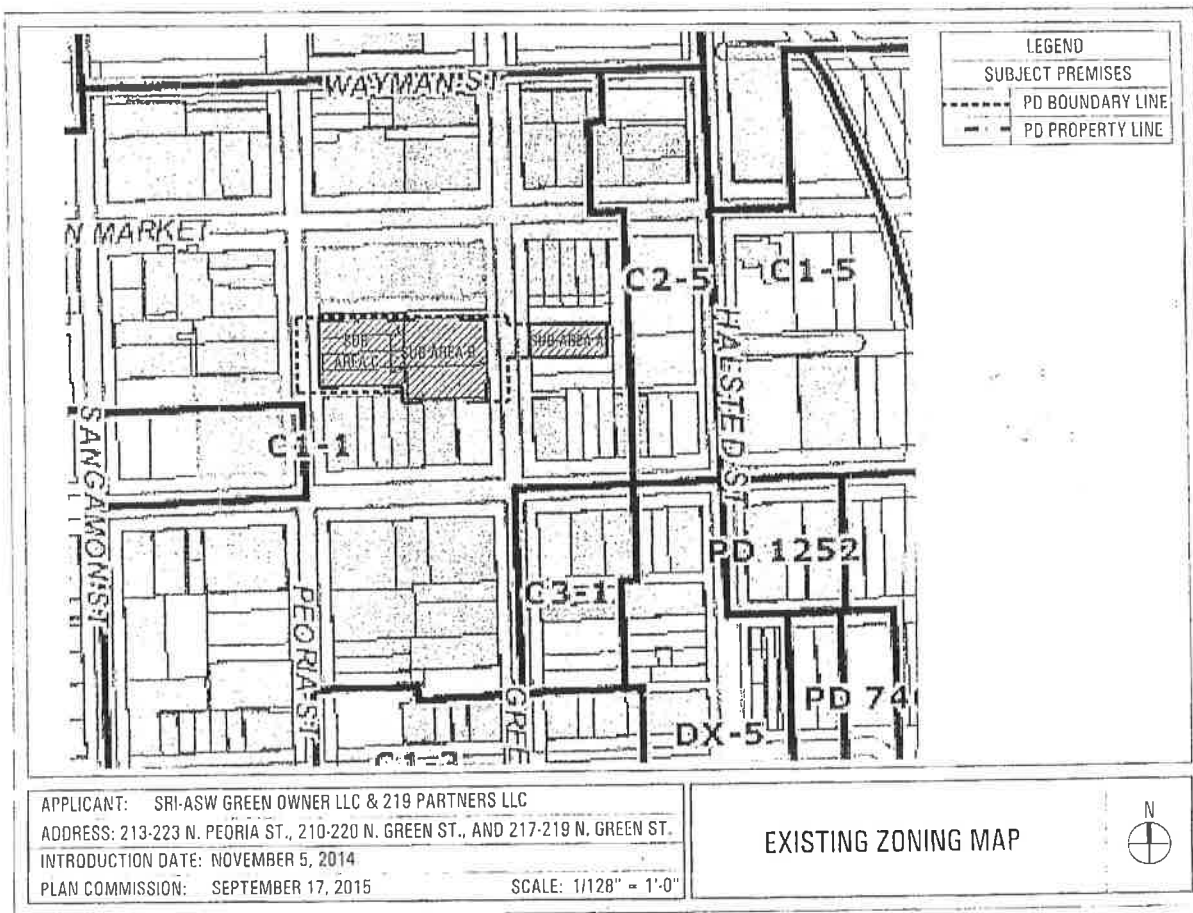 LEGEND
SUBJECT PREMISES
PD BOUNDARY LINE
PD PROPERTY LINE
WAYMAN ST
N MARKET
C2-5
C1-5
SUB
AREA C
SUB-AREA B
SUB-AREA A
HALSTED ST
SANGAMON ST
C1-1
PD 1252
C3-1
PEORIA ST
GREE
PD 74
DX-5
C1-2
APPLICANT: SRI-ASW GREEN OWNER LLC & 219 PARTNERS LLC
ADDRESS: 213-223 N. PEORIA ST., 210-220 N. GREEN ST., AND 217-219 N. GREEN ST.
INTRODUCTION DATE: NOVEMBER 5, 2014
PLAN COMMISSION: SEPTEMBER 17, 2015 SCALE: 1/128" = 1'-0"
EXISTING ZONING MAP
N